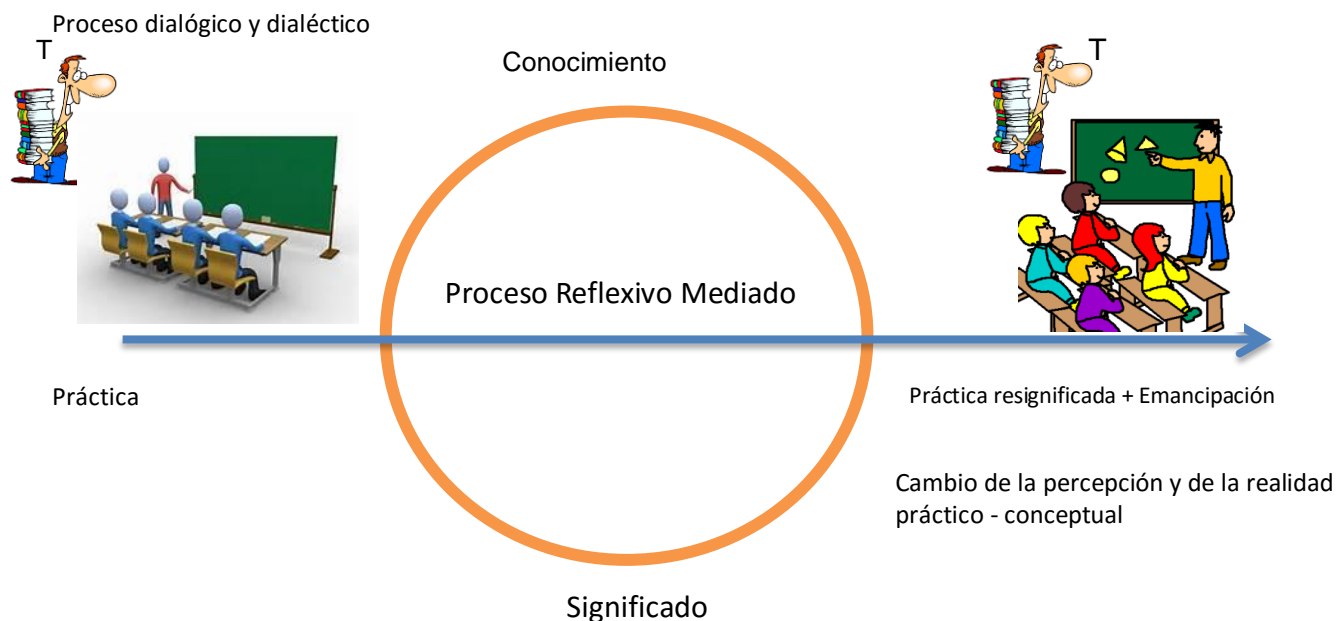 Proceso dialógico y dialéctico
T
T
Conocimiento
Proceso Reflexivo Mediado
Práctica
Práctica resignificada + Emancipación
Cambio de la percepción y de la realidad
práctico - conceptual
Significado